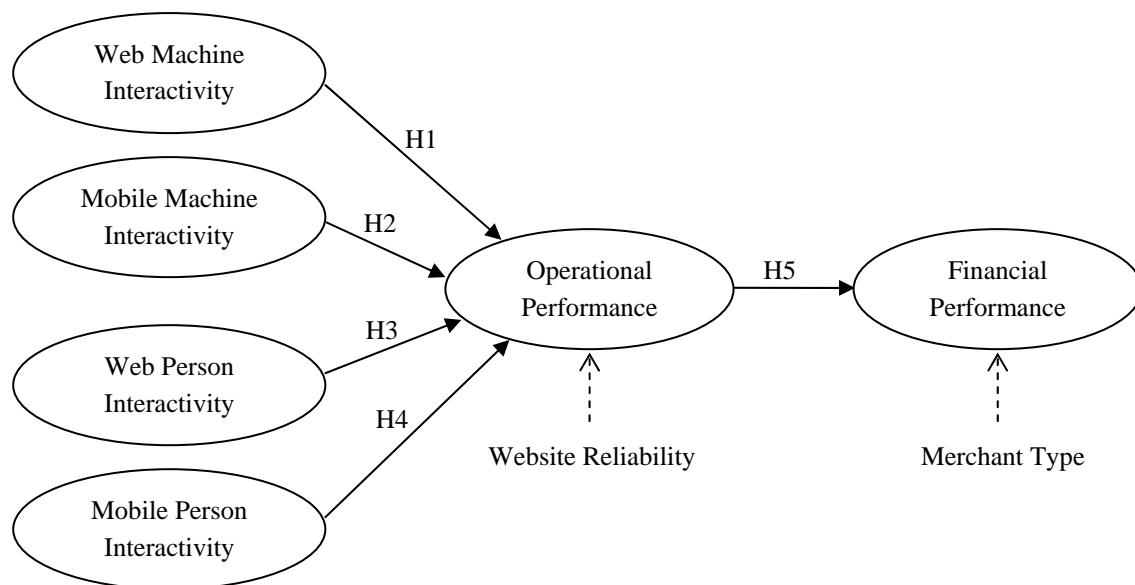 Web Machine
Interactivity
H1
Mobile Machine
Interactivity
H2
Operational
Performance
H5
Financial
Performance
Web Person
Interactivity
H3
H4
Website Reliability
Merchant Type
Mobile Person
Interactivity